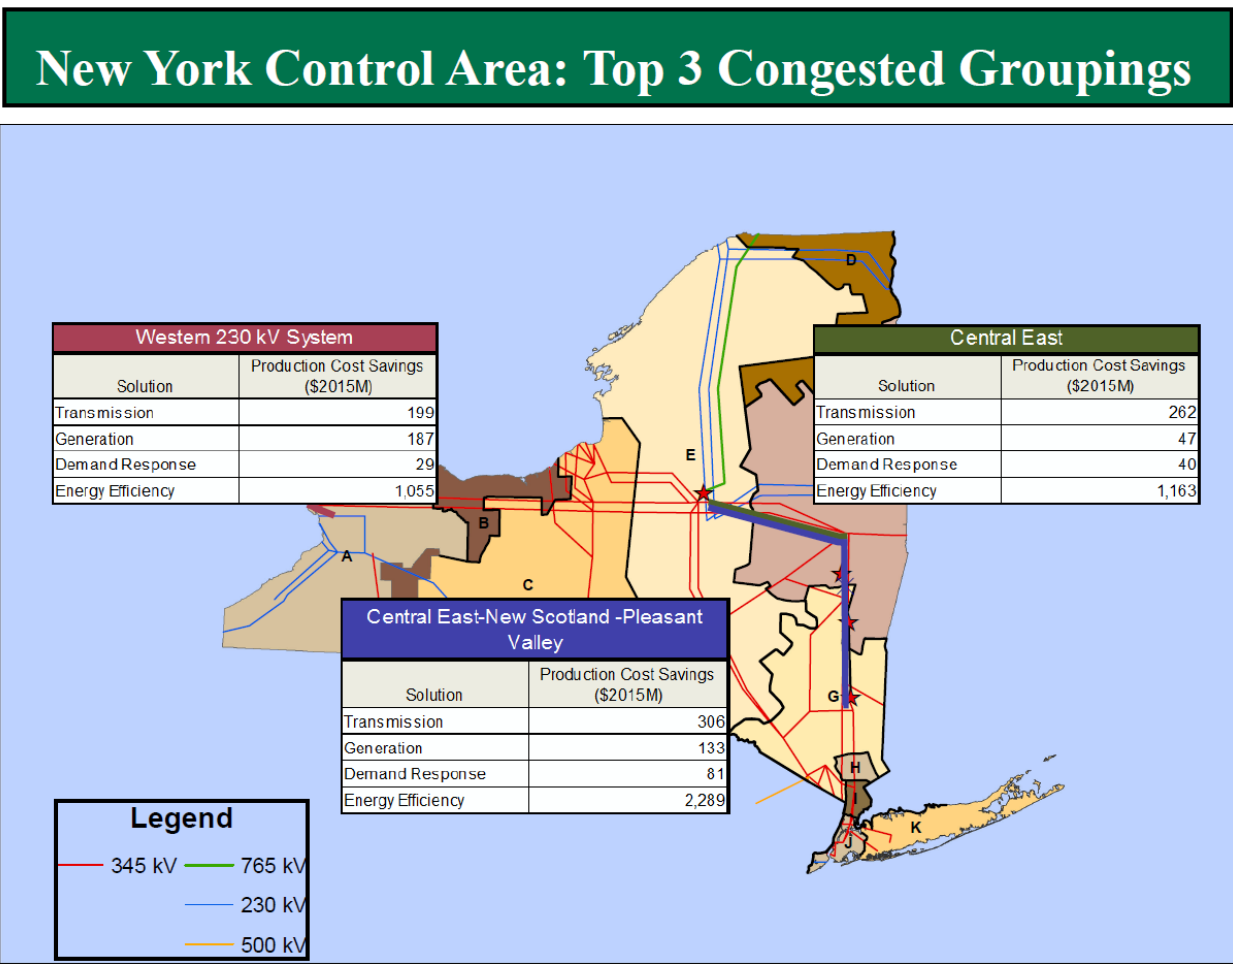 New York Control Area: Top 3 Congested Groupings
D
Western 230 kV System
Solution
Production Cost Savings
($2015M)
Transmission 199
Generation 187
Demand Response 29
Energy Efficiency 1,055
Central East
Solution
Production Cost Savings
($2015M)
Transmission 262
Generation 47
Demand Response 40
Energy Efficiency 1,163
E
B
A
C
Central East-New Scotland -Pleasant
Valley
Solution
Production Cost Savings
($2015M)
Transmission 306
Generation 133
Demand Response 81
Energy Efficiency 2,289
G
H
I
K
J
Legend
345 kV 765 kV
230 kV
500 kV